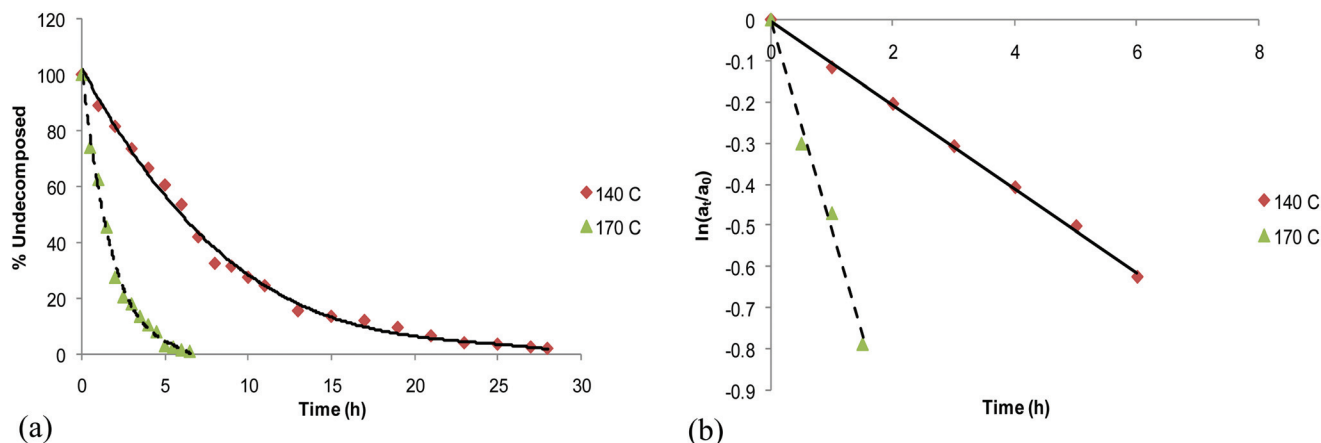 120
100
80
60
40
20
0
% Undecomposed
0 5 10 15 20 25 30
Time (h)
140 C
170 C
(a)
0
-0.1
-0.2
-0.3
-0.4
-0.5
-0.6
-0.7
-0.8
-0.9
ln(at/a0)
0 2 4 6 8
Time (h)
140 C
170 C
(b)